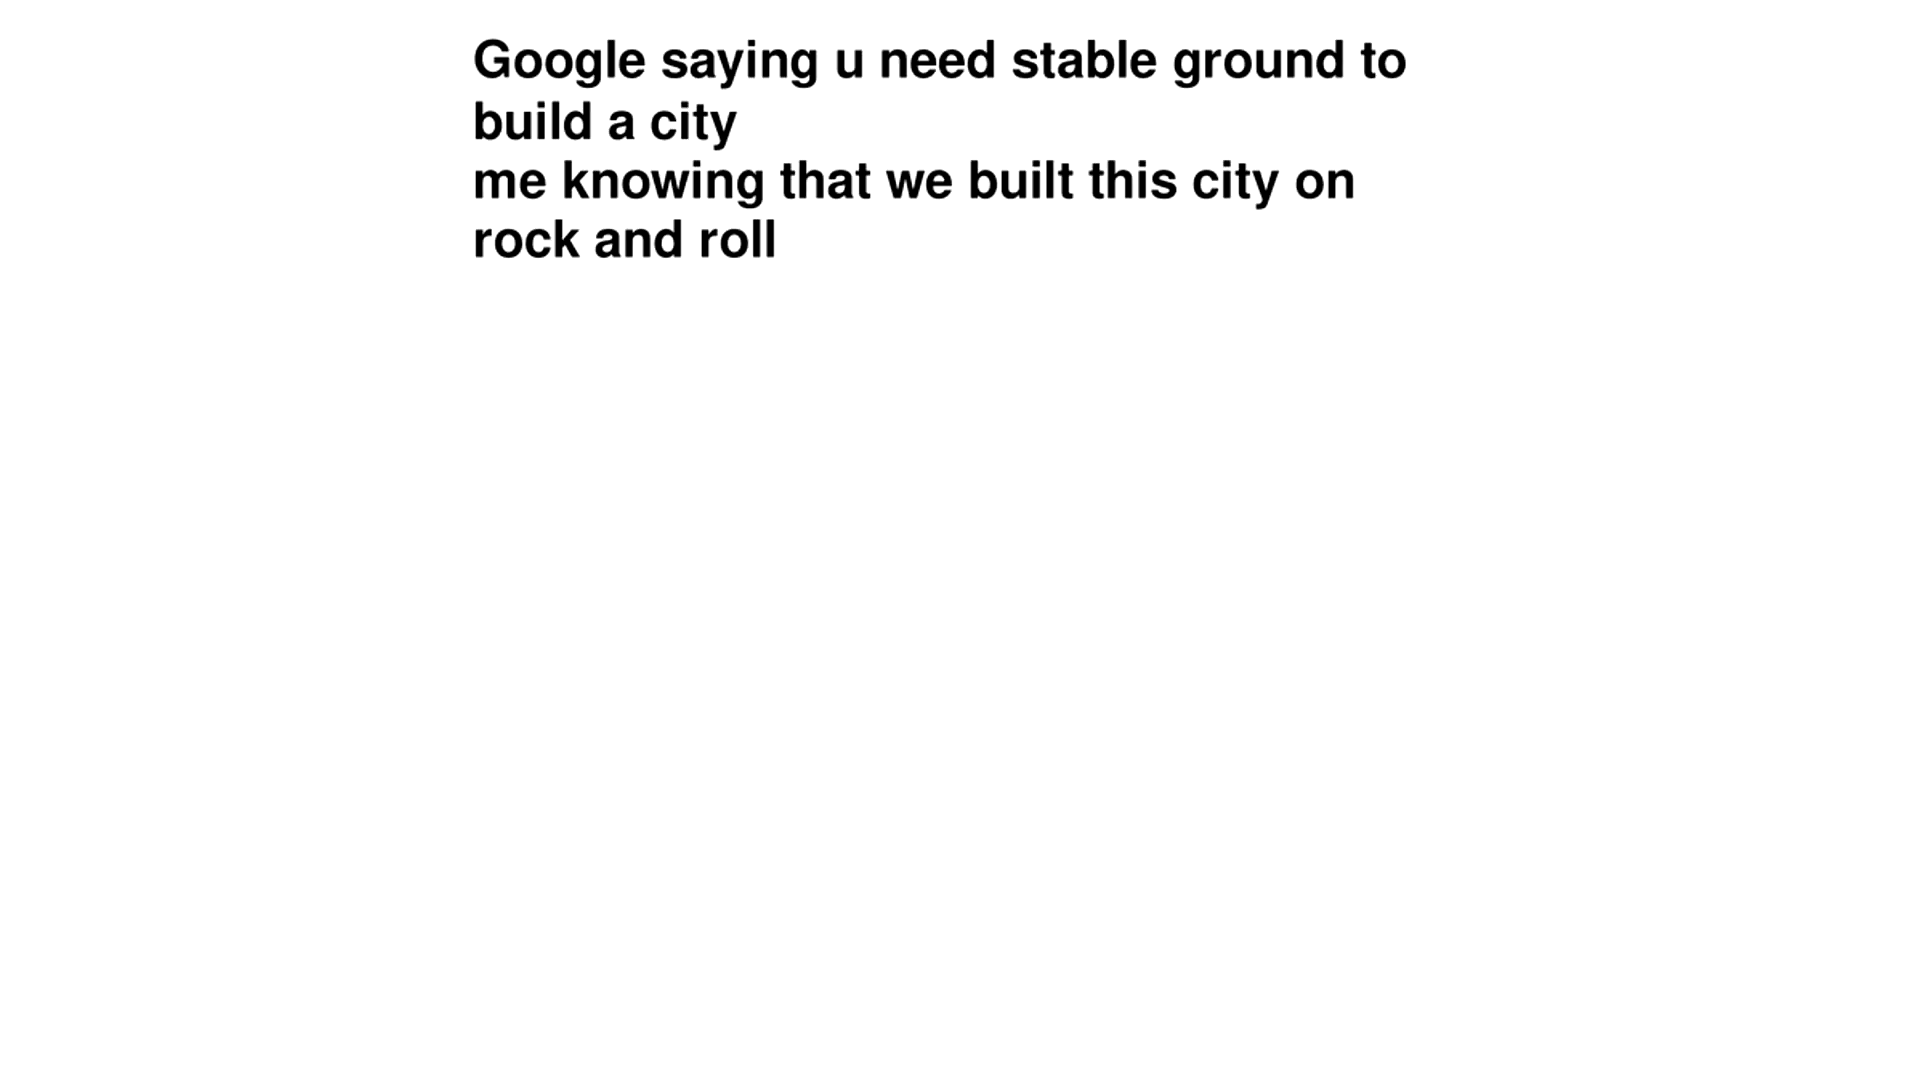 Google saying u need stable ground to
build a city
me knowing that we built this city on
rock and roll